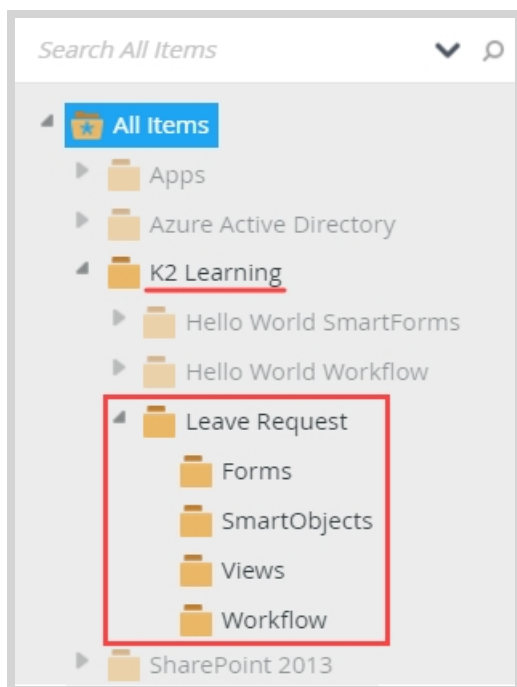 Search All Items
All Items
Apps
Azure Active Directory
K2 Learning
Hello World SmartForms
Hello World Workflow
Leave Request
Forms
SmartObjects
Views
Workflow
SharePoint 2013